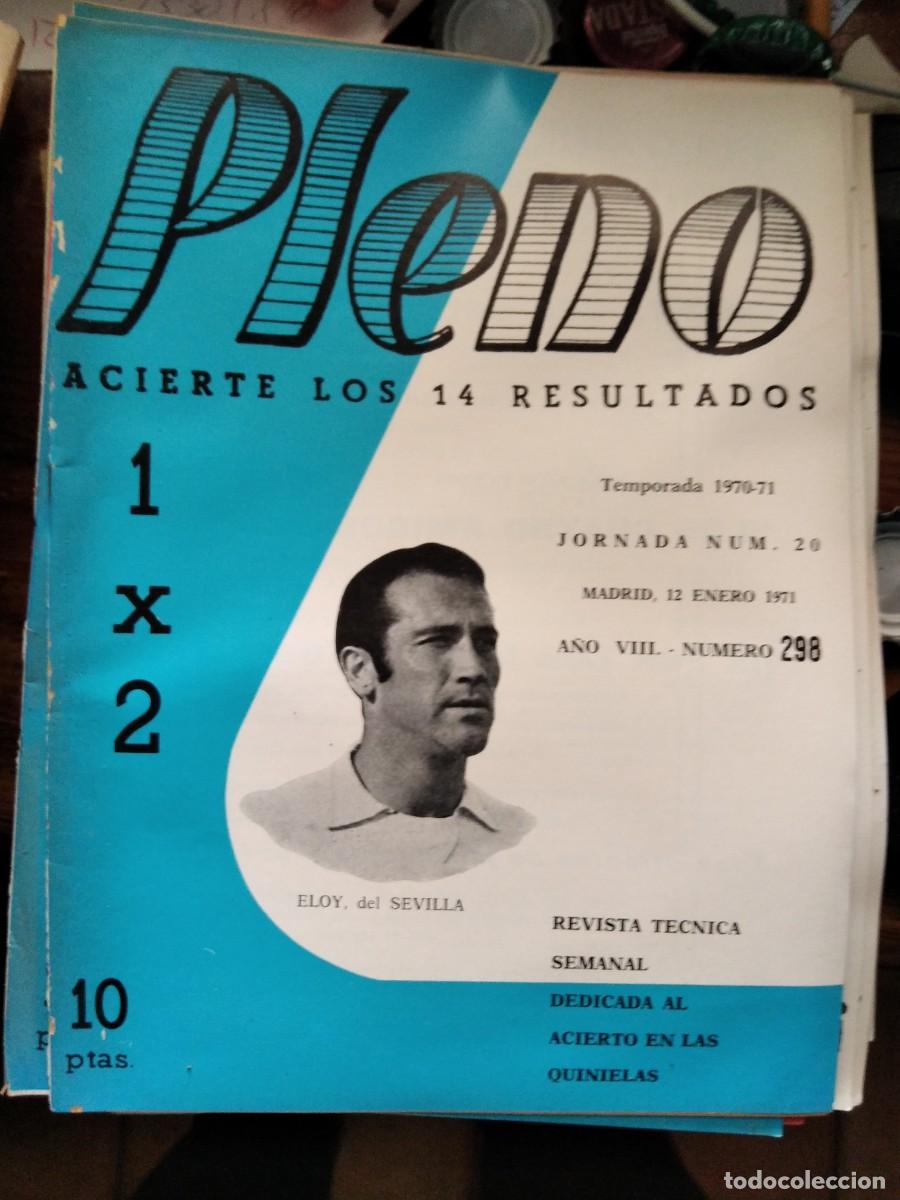 Pleno
ACIERTE LOS 14 RESULTADOS
1
x
2
Temporada 1970-71
JORNADA NUM. 20
MADRID, 12 ENERO 1971
AÑO VIII. - NUMERO 298
ELOY, del SEVILLA
REVISTA TECNICA
SEMANAL
DEDICADA AL
ACIERTO EN LAS
QUINIELAS
10
ptas.
todocoleccion